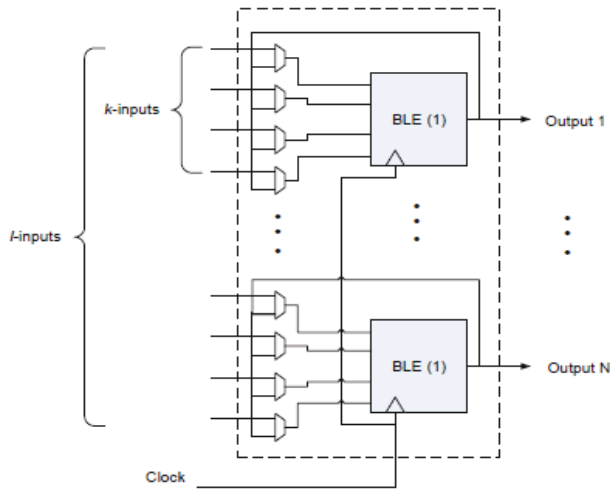 k-inputs
BLE (1)
Output 1
l-inputs
BLE (1)
Output N
Clock